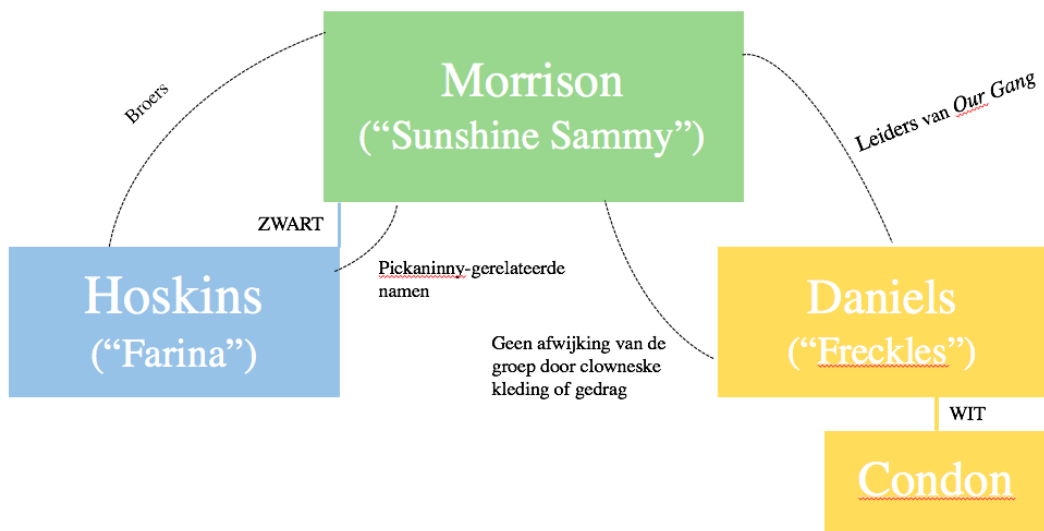 Morrison
(“Sunshine Sammy”)
Broers
Leiders van Our Gang
ZWART
Pickaninny-gerelateerde
namen
Hoskins
(“Farina”)
Geen afwijking van de
groep door clowneske
kleding of gedrag
Daniels
(“Freckles”)
WIT
Condon